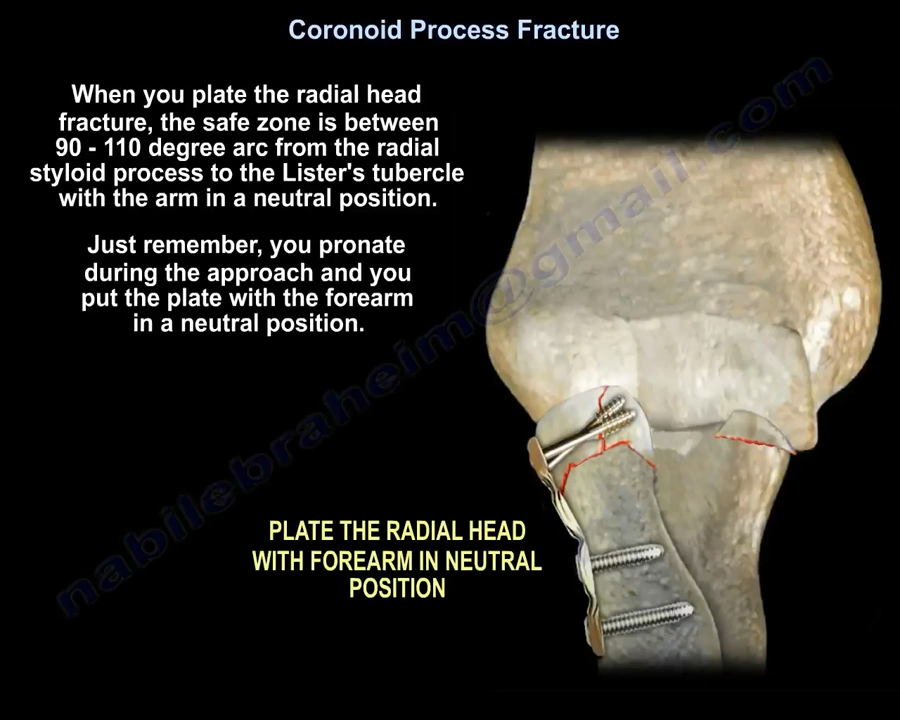 Coronoid Process Fracture
When you plate the radial head
fracture, the safe zone is between
90 - 110 degree arc from the radial
styloid process to the Lister's tubercle
with the arm in a neutral position.
Just remember, you pronate
during the approach and you
put the plate with the forearm
in a neutral position.
PLATE THE RADIAL HEAD
WITH FOREARM IN NEUTRAL
POSITION
nabilebraheim@gmail.com